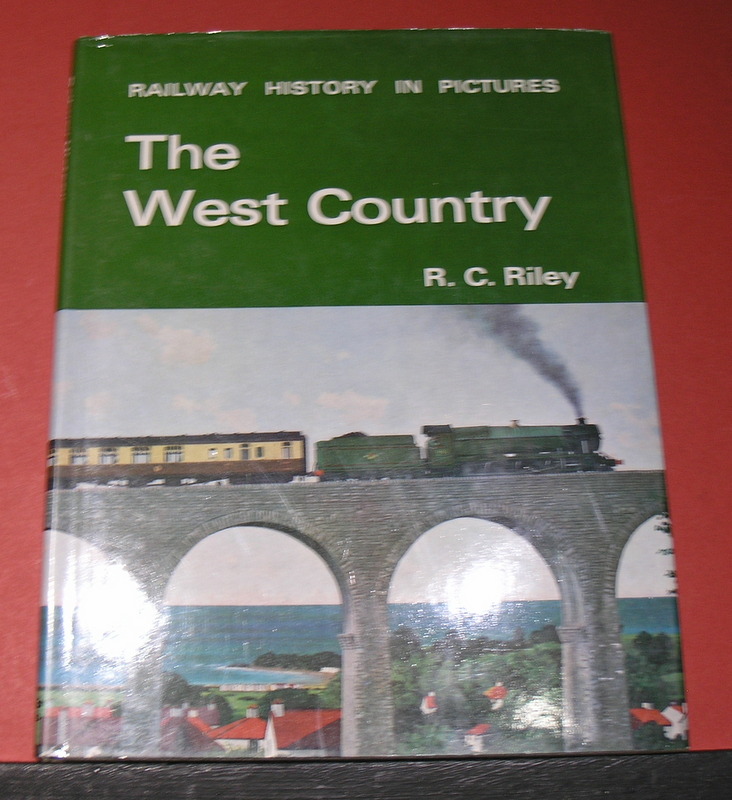 RAILWAY HISTORY IN PICTURES
The
West Country
R. C. Riley